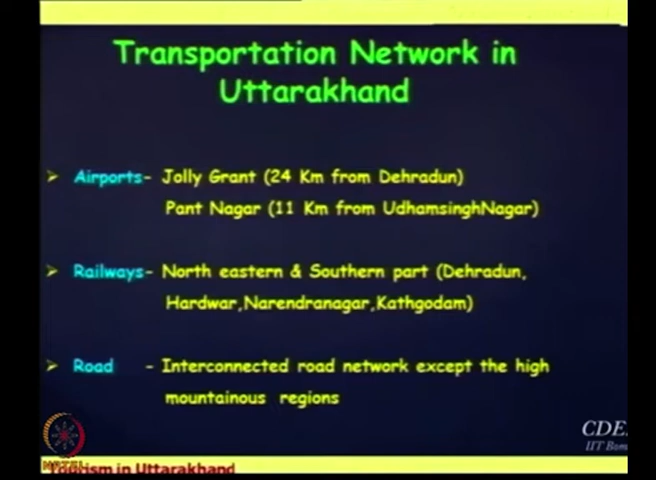 Transportation Network in
Uttarakhand
➢ Airports- Jolly Grant (24 Km from Dehradun)
Pant Nagar (11 Km from UdhamsinghNagar)
➢ Railways- North eastern & Southern part (Dehradun,
Hardwar,Narendranagar,Kathgodam)
➢ Road - Interconnected road network except the high
mountainous regions
CDE
IIT Bom
NPTEL
Tourism in Uttarakhand